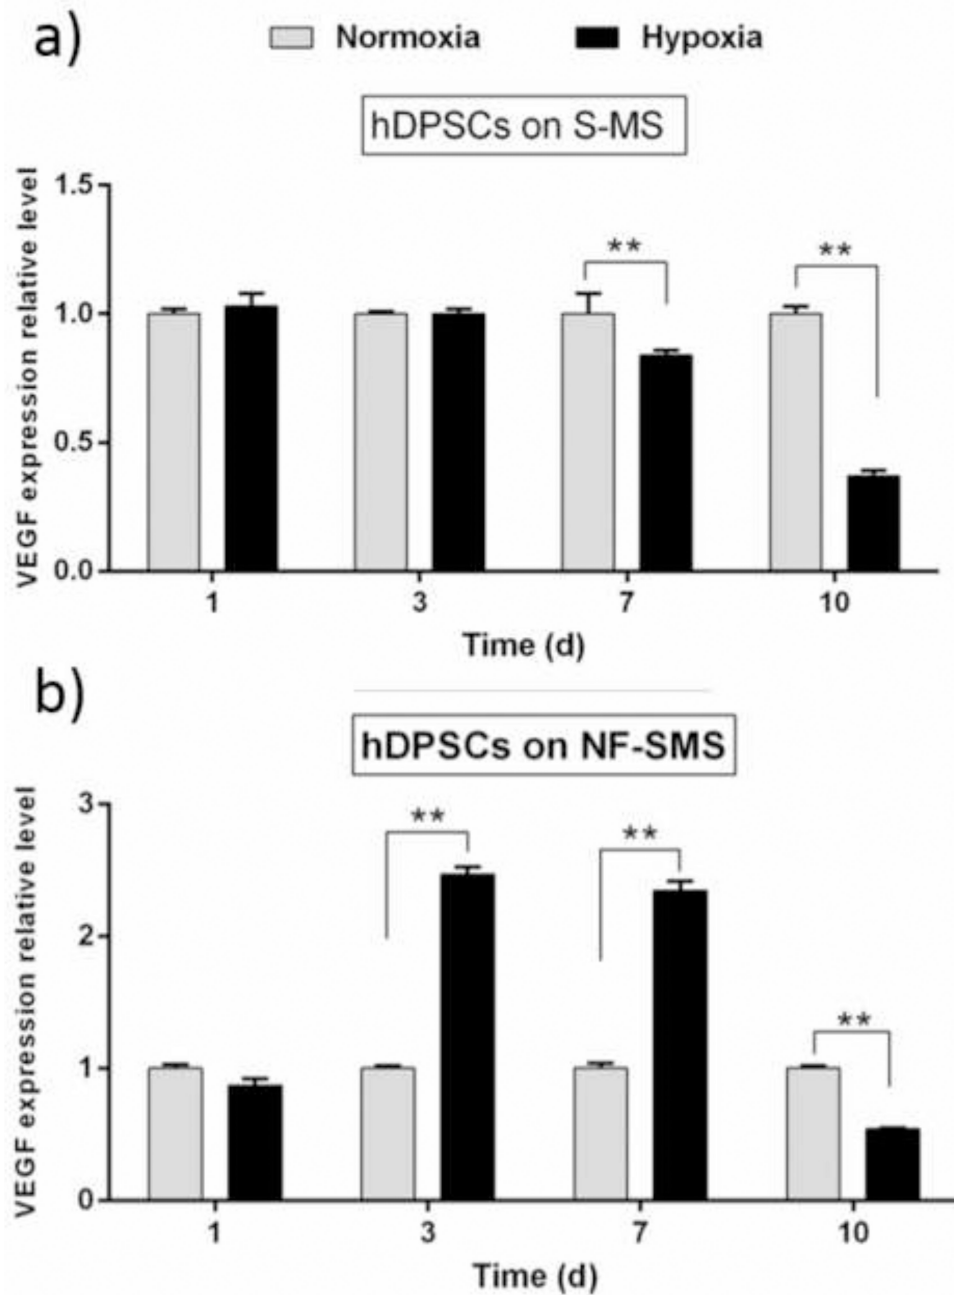 a)
Normoxia Hypoxia
hDPSCs on S-MS
VEGF expression relative level
1.5
1.0
0.5
0.0
** **
1 3 7 10
Time (d)
b)
hDPSCs on NF-SMS
VEGF expression relative level
3
2
1
0
** ** **
1 3 7 10
Time (d)